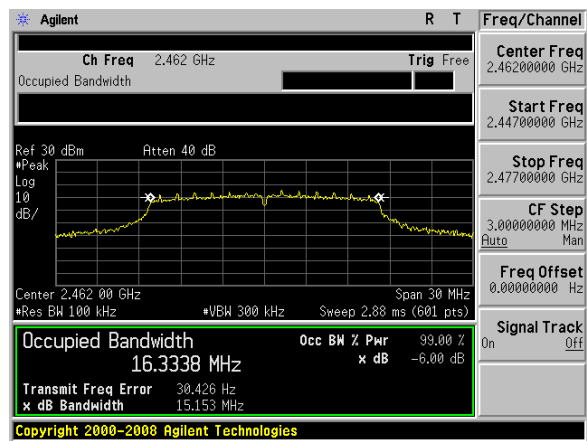 Agilent R T Freq/Channel
Ch Freq 2.462 GHz Trig Free
Occupied Bandwidth
Center Freq
2.46200000 GHz
Start Freq
2.44700000 GHz
Stop Freq
2.47700000 GHz
CF Step
3.00000000 MHz
Auto Man
Freq Offset
0.00000000 Hz
Signal Track
On Off
Ref 30 dBm Atten 40 dB
#Peak
Log
10
dB/
Center 2.462 00 GHz Span 30 MHz
#Res BW 100 kHz #VBW 300 kHz Sweep 2.88 ms (601 pts)
Occupied Bandwidth Occ BW % Pwr 99.00 %
16.3338 MHz x dB -6.00 dB
Transmit Freq Error 30.426 Hz
x dB Bandwidth 15.153 MHz
Copyright 2000-2008 Agilent Technologies